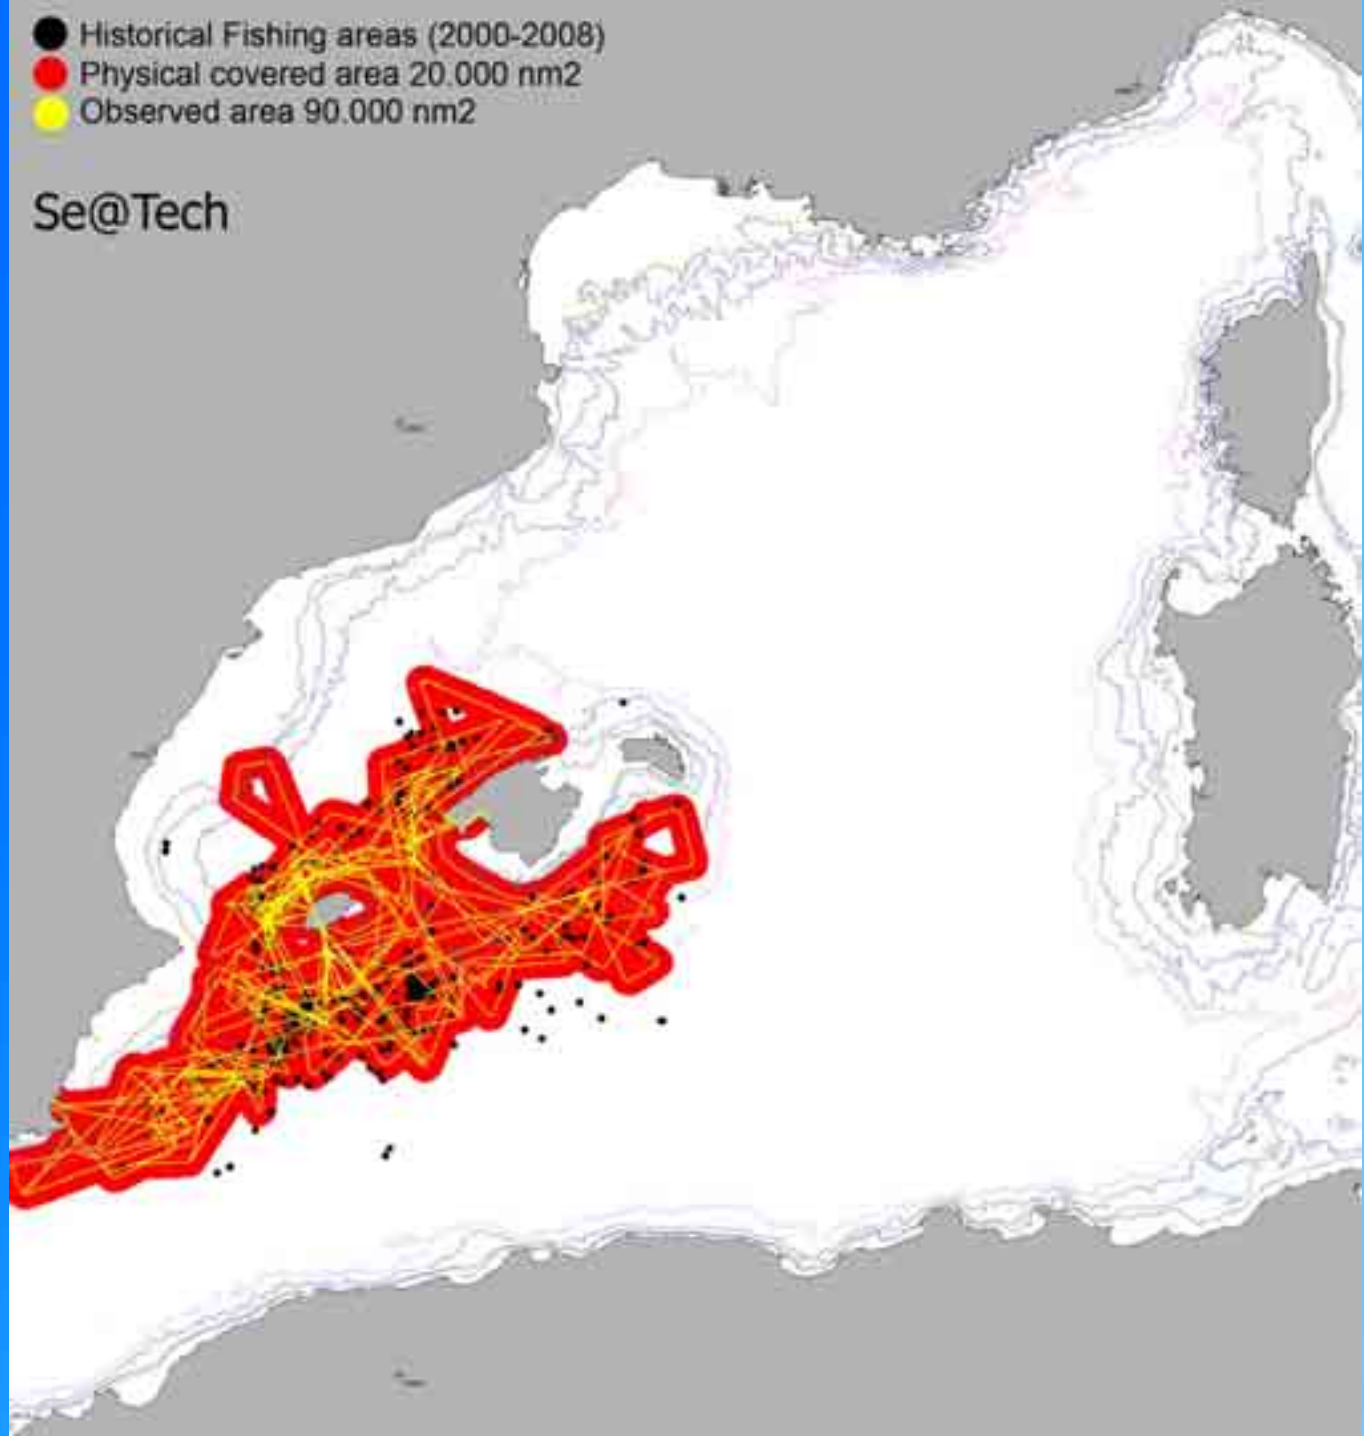 Historical Fishing areas (2000-2008)
Physical covered area 20.000 nm2
Observed area 90.000 nm2
Se@Tech